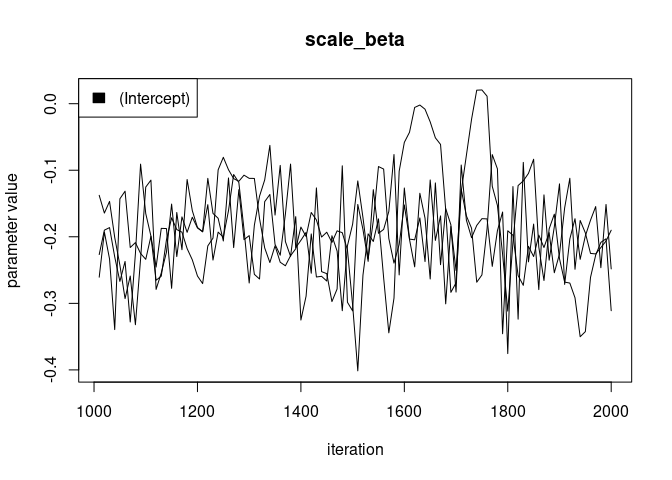 scale_beta
(Intercept)
parameter value
0.0
-0.1
-0.2
-0.3
-0.4
1000 1200 1400 1600 1800 2000
iteration